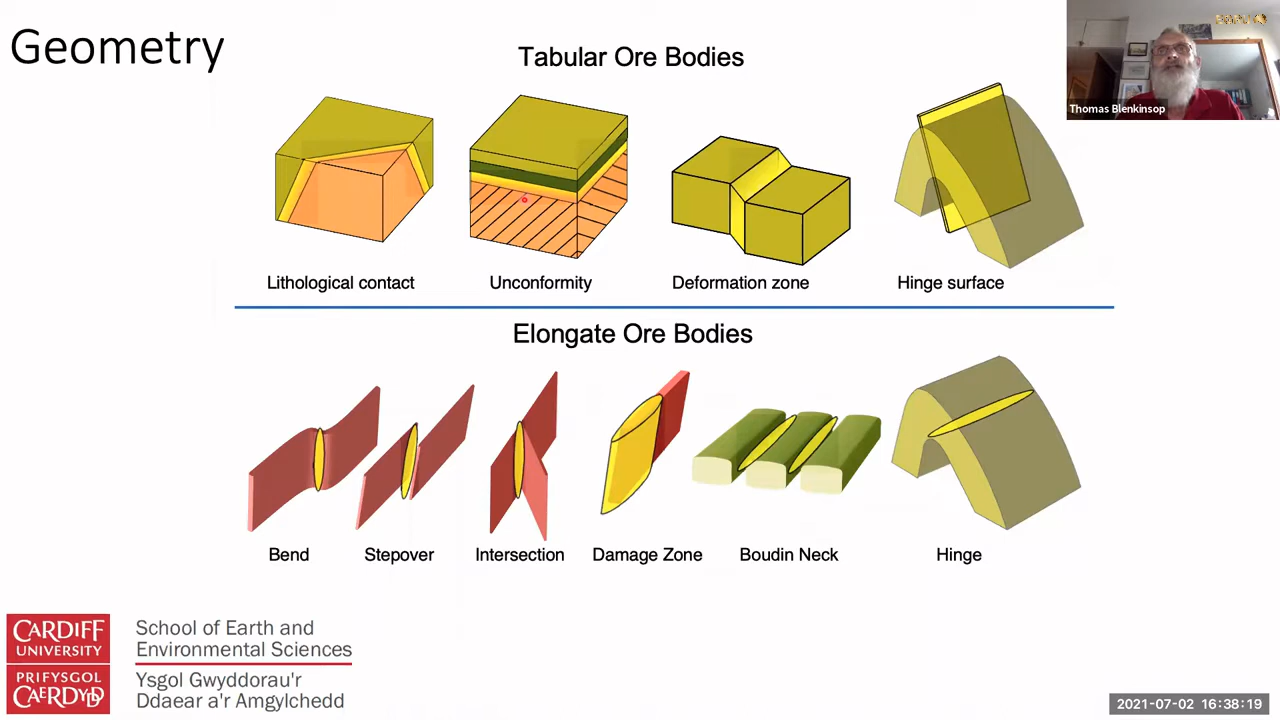 Geometry
Tabular Ore Bodies
Thomas Blenkinsop
Lithological contact
Unconformity
Deformation zone
Hinge surface
Elongate Ore Bodies
Bend
Stepover
Intersection
Damage Zone
Boudin Neck
Hinge
CARDIFF
UNIVERSITY
PRIFYSGOL
CAERDYDD
School of Earth and
Environmental Sciences
Ysgol Gwyddorau'r
Ddaear a'r Amgylchedd
2021-07-02 16:38:19